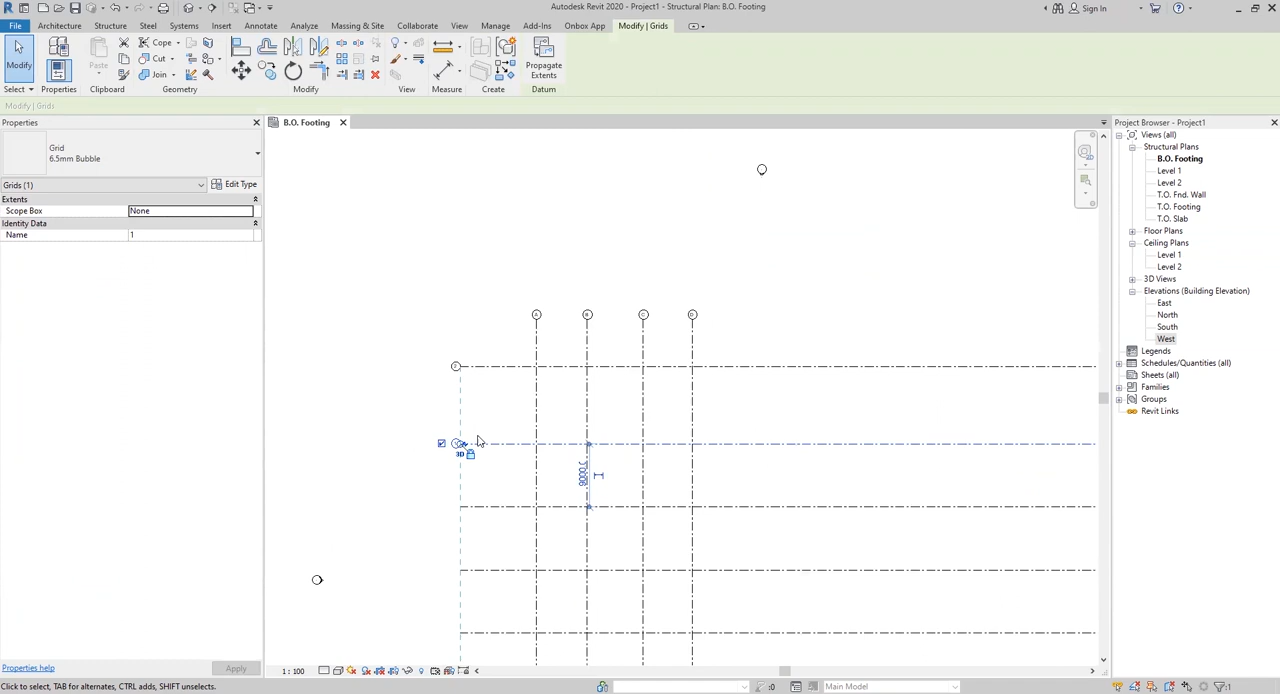 Autodesk Revit 2020 - Project1 - Structural Plan: B.O. Footing
Sign In
File Architecture Structure Steel Systems Insert Annotate Analyze Massing & Site Collaborate View Manage Add-Ins Onbox App Modify | Grids
Modify
Paste
Cope
Cut
Join
Propagate
Extents
Select Properties Clipboard Geometry Modify View Measure Create Datum
Modify | Grids
Properties
B.O. Footing
Project Browser - Project1
Grid
6.5mm Bubble
Grids (1)
Edit Type
Extents
Scope Box None
Identity Data
Name 1
Properties help
Apply
A B C D
2
3D
9000.0
1 : 100
Views (all)
Structural Plans
B.O. Footing
Level 1
Level 2
T.O. Fnd. Wall
T.O. Footing
T.O. Slab
Floor Plans
Ceiling Plans
Level 1
Level 2
3D Views
Elevations (Building Elevation)
East
North
South
West
Legends
Schedules/Quantities (all)
Sheets (all)
Families
Groups
Revit Links
Click to select, TAB for alternates, CTRL adds, SHIFT unselects.
:0
Main Model
:1